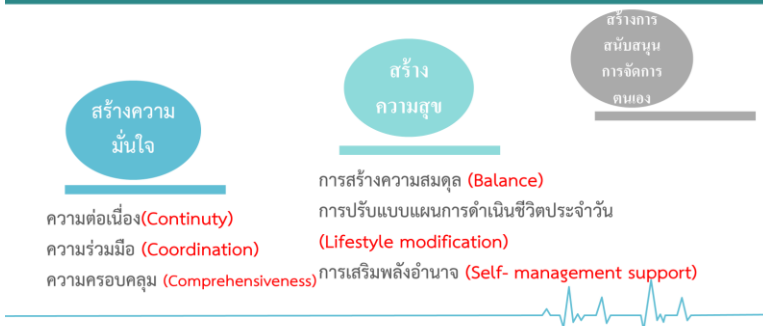 สร้างความ
มั่นใจ
ความต่อเนื่อง(Continuty)
ความร่วมมือ (Coordination)
ความครอบคลุม (Comprehensiveness)
สร้าง
ความสุข
การสร้างความสมดุล (Balance)
การปรับแบบแผนการดำเนินชีวิตประจำวัน
(Lifestyle modification)
การเสริมพลังอำนาจ (Self- management support)
สร้างการ
สนับสนุน
การจัดการ
ตนเอง